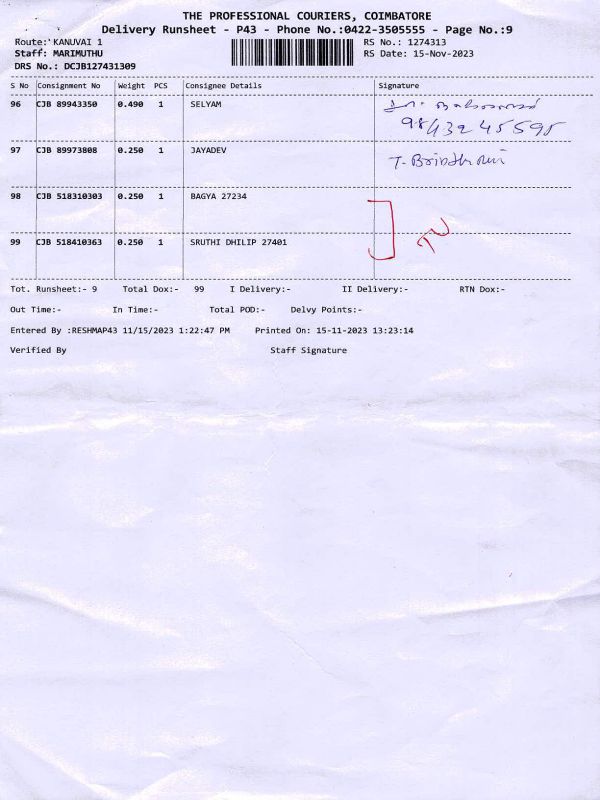 THE PROFESSIONAL COURIERS, COIMBATORE
Delivery Runsheet - P43 - Phone No.:0422-3505555 - Page No.:9
Route: KANUVAI 1 RS No.: 1274313
Staff: MARIMUTHU RS Date: 15-Nov-2023
DRS No.: DCJB127431309
S No Consignment No Weight PCS Consignee Details Signature
96 CJB 89943350 0.490 1 SELYAM
9843245595
97 CJB 89973808 0.250 1 JAYADEV T.
98 CJB 518310303 0.250 1 BAGYA 27234
99 CJB 518410363 0.250 1 SRUTHI DHILIP 27401
Tot. Runsheet:- 9 Total Dox:- 99 I Delivery:- II Delivery:- RTN Dox:-
Out Time:- In Time:- Total POD:- Delvy Points:-
Entered By :RESHMAP43 11/15/2023 1:22:47 PM Printed On: 15-11-2023 13:23:14
Verified By Staff Signature